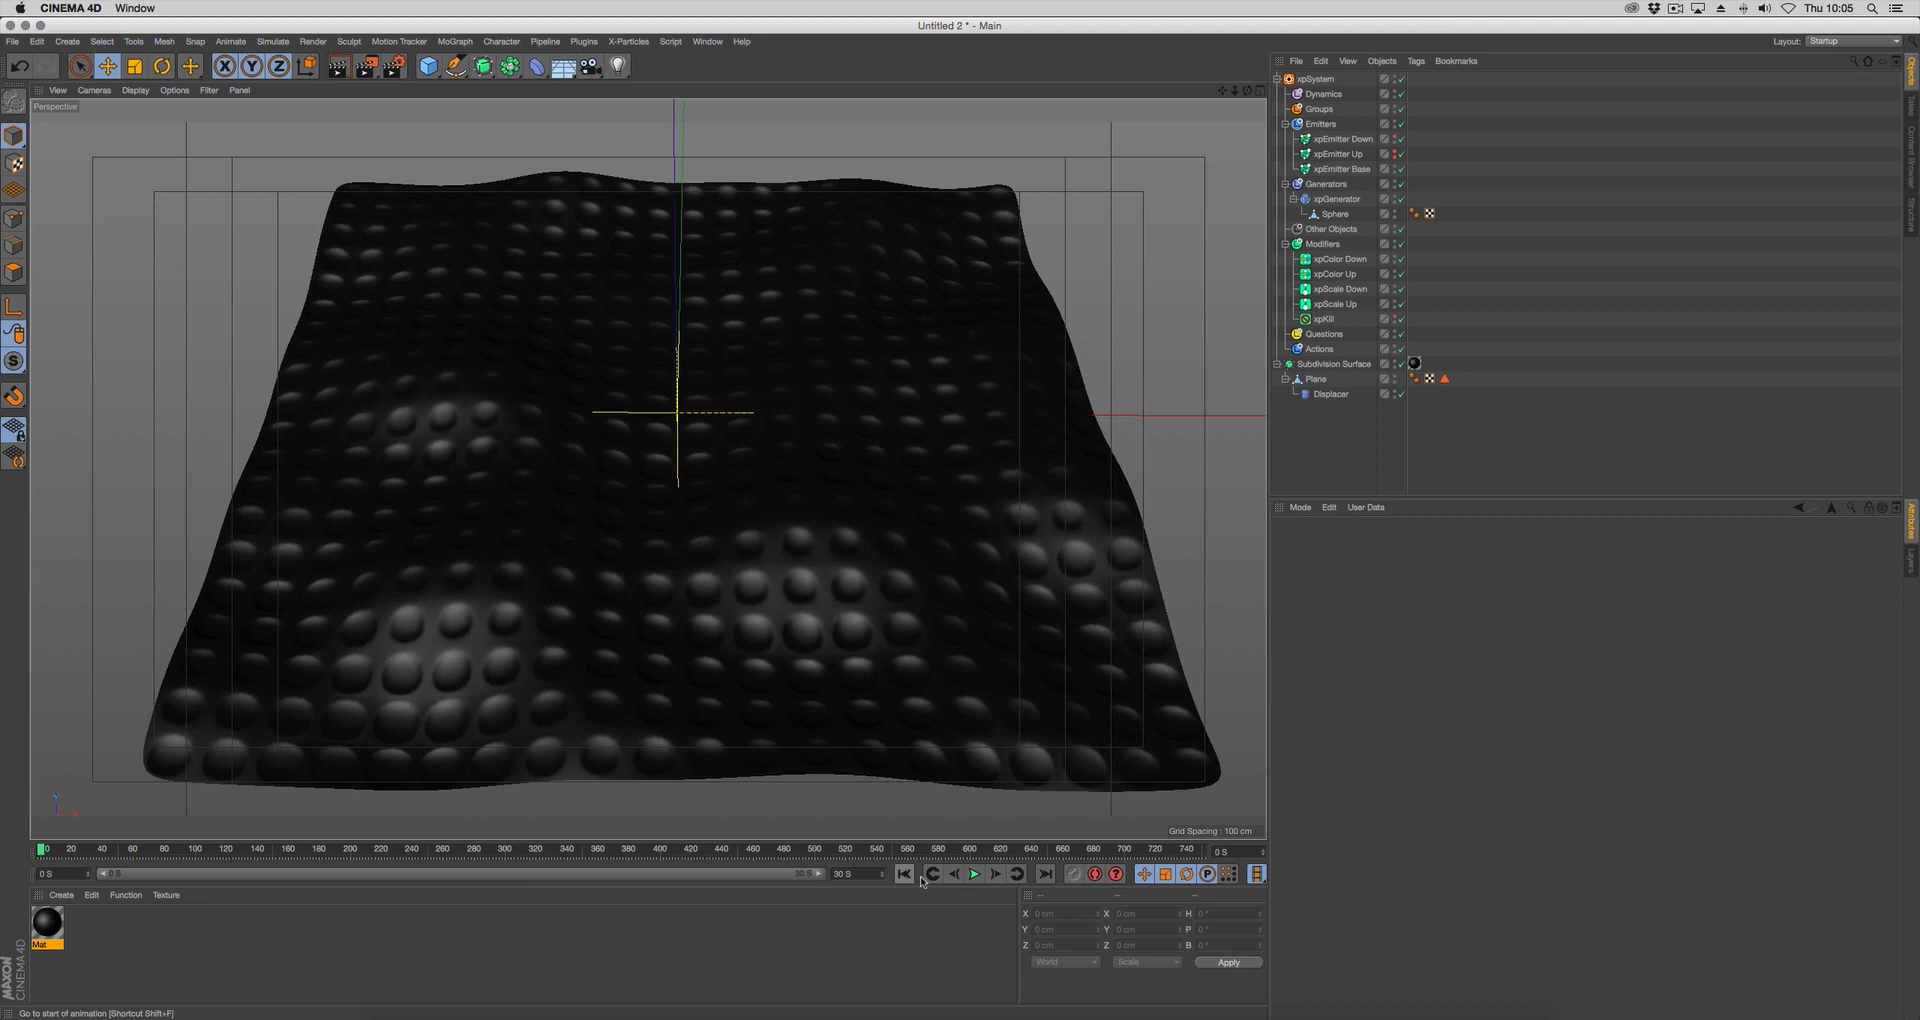 CINEMA 4D Window Thu 10:05
Untitled 2 * - Main
File Edit Create Select Tools Mesh Snap Animate Simulate Render Sculpt Motion Tracker MoGraph Character Pipeline Plugins X-Particles Script Window Help Layout: Startup
X Y Z
View Cameras Display Options Filter Panel
Perspective
File Edit View Objects Tags Bookmarks
xpSystem
Dynamics
Groups
Emitters
xpEmitter Down
xpEmitter Up
xpEmitter Base
Generators
xpGenerator
Sphere
Other Objects
Modifiers
xpColor Down
xpColor Up
xpScale Down
xpScale Up
xpKill
Questions
Actions
Subdivision Surface
Plane
Displacer
Objects
Takes
Content Browser
Structure
Mode Edit User Data
Attributes
Layers
S
Grid Spacing : 100 cm
0 20 40 60 80 100 120 140 160 180 200 220 240 260 280 300 320 340 360 380 400 420 440 460 480 500 520 540 560 580 600 620 640 660 680 700 720 740 0 S
0 S 0 S 30 S 30 S P
Create Edit Function Texture
Mat
-- -- --
X 0 cm X 0 cm H 0 °
Y 0 cm Y 0 cm P 0 °
Z 0 cm Z 0 cm B 0 °
World Scale Apply
MAXON
CINEMA 4D
Go to start of animation [Shortcut Shift+F]